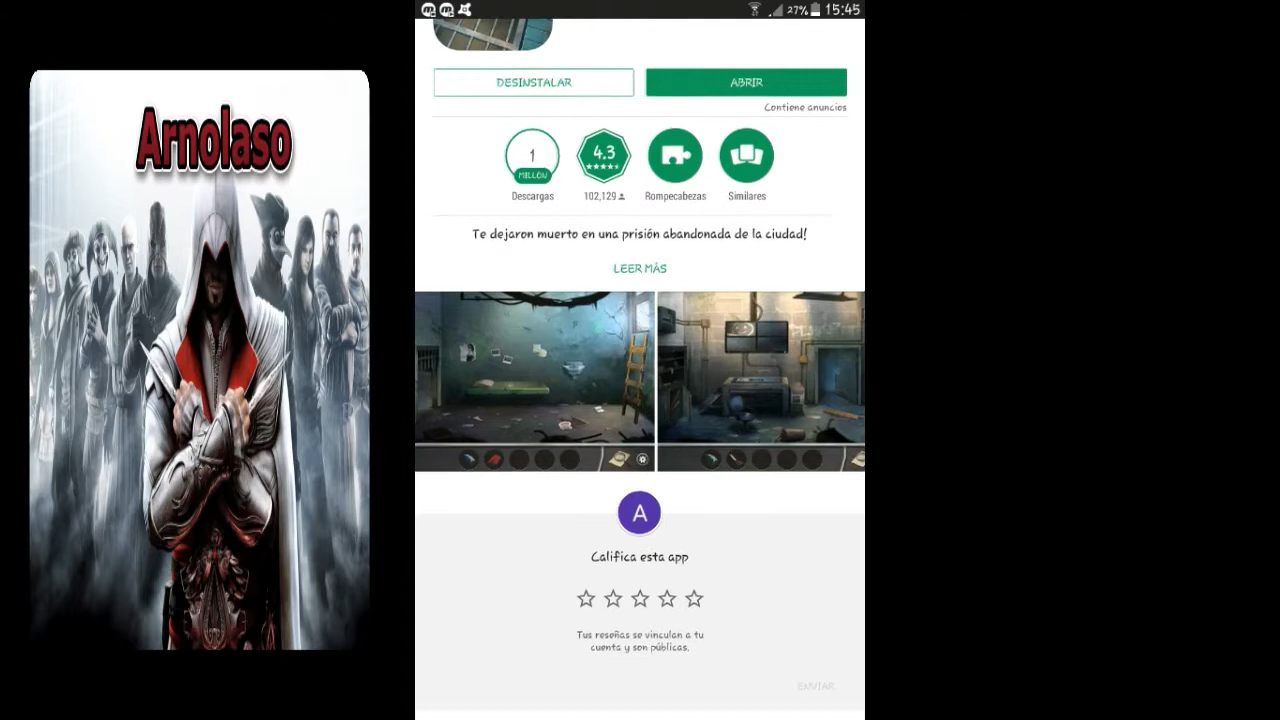 27% 15:45
Arnolaso
DESINSTALAR
ABRIR
Contiene anuncios
1
MILLÓN
4.3
Descargas
102,129
Rompecabezas
Similares
Te dejaron muerto en una prisión abandonada de la ciudad!
LEER MÁS
A
Califica esta app
Tus reseñas se vinculan a tu
cuenta y son públicas.
ENVIAR